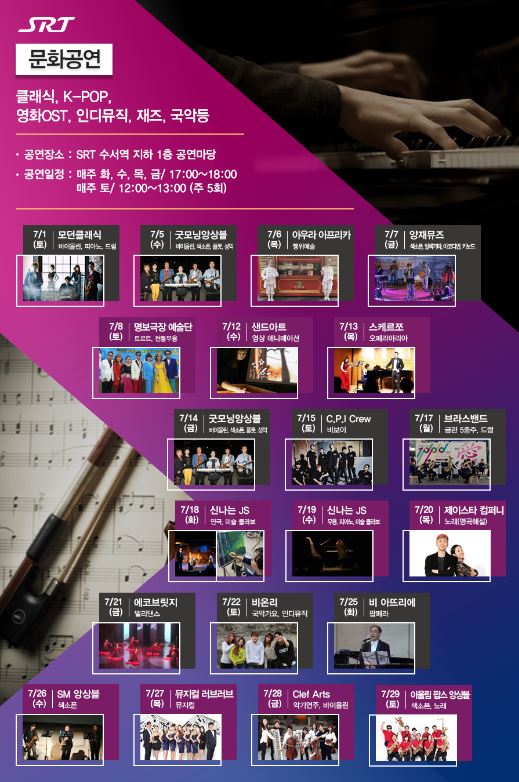 SRT
문화공연
클래식, K-POP,
영화OST, 인디뮤직, 재즈, 국악등
• 공연장소 : SRT 수서역 지하 1층 공연마당
• 공연일정 : 매주 화, 수, 목, 금/ 17:00~18:00
매주 토/ 12:00~13:00 (주 5회)
7/1 (토) 모던클래식
바이올린, 피아노, 드럼
7/5 (수) 굿모닝앙상블
바이올린, 색소폰, 플룻, 성악
7/6 (목) 아우라 아프리카
행위예술
7/7 (금) 양재뮤즈
색소폰, 일렉기타, 아코디언, 키보드
7/8 (토) 명보극장 예술단
트로트, 전통무용
7/12 (수) 샌드아트
영상 애니메이션
7/13 (목) 스케르쪼
오페라아리아
7/14 (금) 굿모닝앙상블
바이올린, 색소폰, 플룻, 성악
7/15 (토) C.P.I Crew
비보이
7/17 (월) 브라스밴드
금관 5중주, 드럼
7/18 (화) 신나는 JS
연극, 미술 콜라보
7/19 (수) 신나는 JS
무용, 피아노, 미술 콜라보
7/20 (목) 제이스타 컴퍼니
노래(명곡해설)
7/21 (금) 에코브릿지
밸리댄스
7/22 (토) 비온리
국악가요, 인디뮤직
7/25 (화) 비 아뜨리에
팝페라
7/26 (수) SM 앙상블
색소폰
7/27 (목) 뮤지컬 러브러브
뮤지컬
7/28 (금) Clef Arts
악기연주, 바이올린
7/29 (토) 어울림 팝스 앙상블
색소폰, 노래